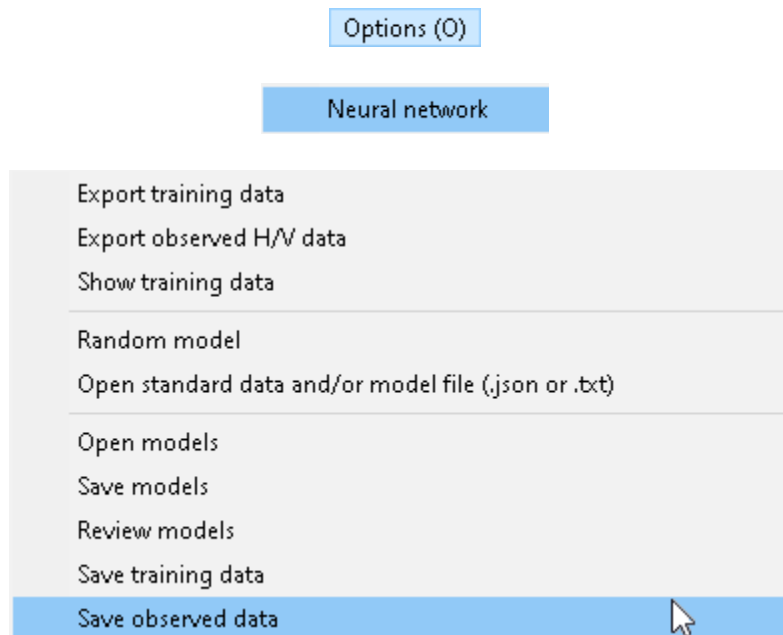 Options (O)
Neural network
Export training data
Export observed H/V data
Show training data
Random model
Open standard data and/or model file (.json or .txt)
Open models
Save models
Review models
Save training data
Save observed data